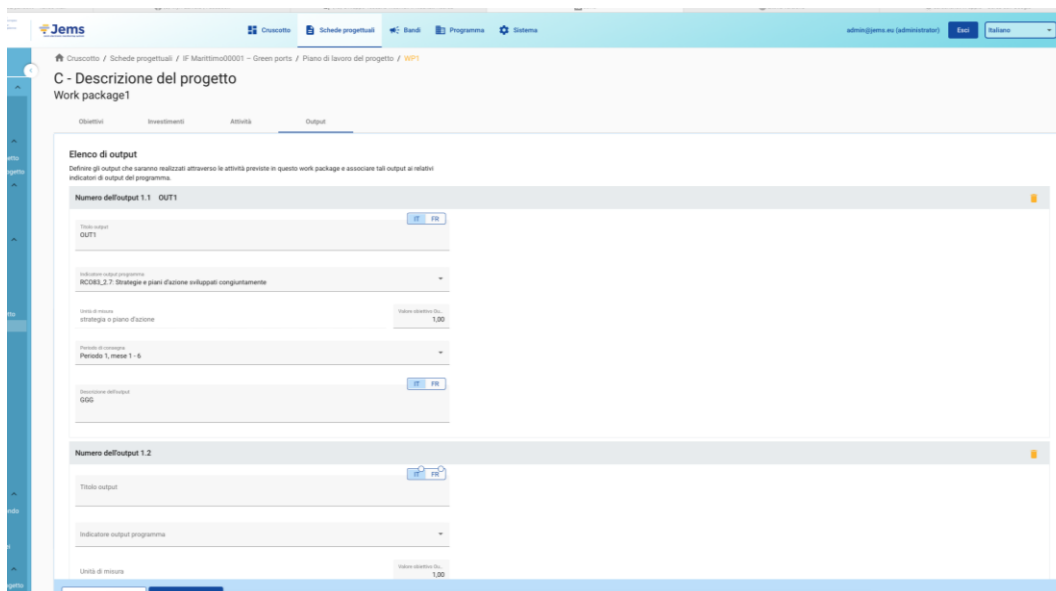 Jems
Cruscotto
Schede progettuali
Bandi
Programma
Sistema
admin@jems.eu (administrator)
Esci
Italiano
Cruscotto / Schede progettuali / IF Marittimo00001 – Green ports / Piano di lavoro del progetto / WP1
C - Descrizione del progetto
Work package1
Obiettivi
Investimenti
Attività
Output
Elenco di output
Definire gli output che saranno realizzati attraverso le attività previste in questo work package e associare tali output ai relativi
indicatori di output del programma.
Numero dell'output 1.1 OUT1
IT FR
Titolo output
OUT1
Indicatore output programma
RCO83_2.7: Strategie e piani d'azione sviluppati congiuntamente
Unità di misura
strategia o piano d'azione
Valore obiettivo Ou...
1,00
Periodo di consegna
Periodo 1, mese 1 - 6
IT FR
Descrizione dell'output
GGG
Numero dell'output 1.2
IT FR
Titolo output
Indicatore output programma
Unità di misura
Valore obiettivo Ou...
1,00